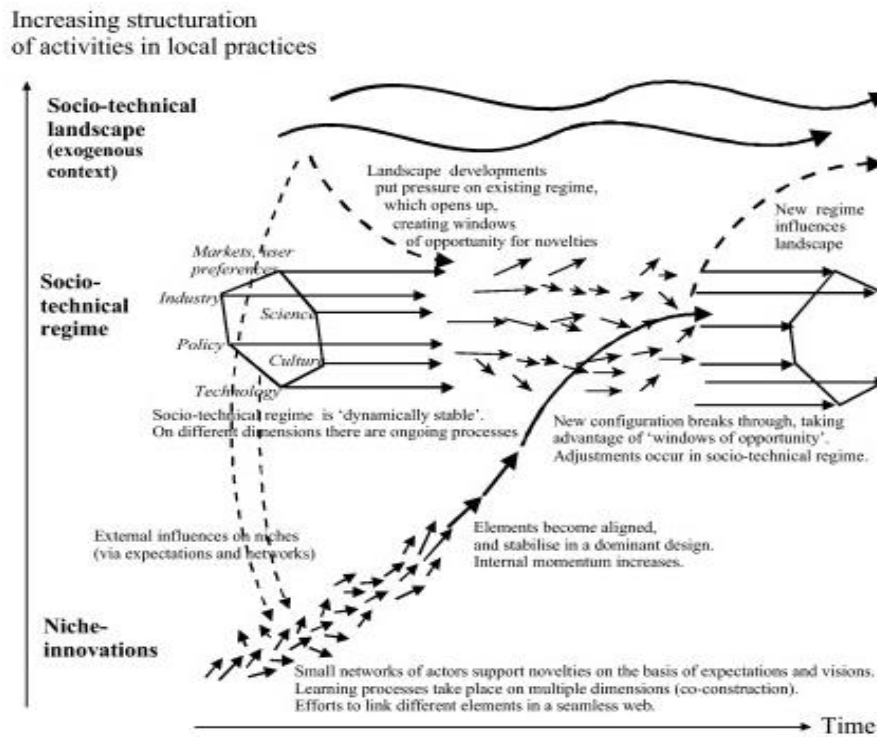 Increasing structuration
of activities in local practices
Socio-technical
landscape
(exogenous
context)
Landscape developments
put pressure on existing regime,
which opens up,
creating windows
of opportunity for novelties
New regime
influences
landscape
Markets, user
preferences
Socio-
technical
regime
Industry
Science
Policy
Culture
Technology
Socio-technical regime is ‘dynamically stable’.
On different dimensions there are ongoing processes
New configuration breaks through, taking
advantage of ‘windows of opportunity’.
Adjustments occur in socio-technical regime.
External influences on niches
(via expectations and networks)
Elements become aligned,
and stabilise in a dominant design.
Internal momentum increases.
Niche-
innovations
Small networks of actors support novelties on the basis of expectations and visions.
Learning processes take place on multiple dimensions (co-construction).
Efforts to link different elements in a seamless web.
Time